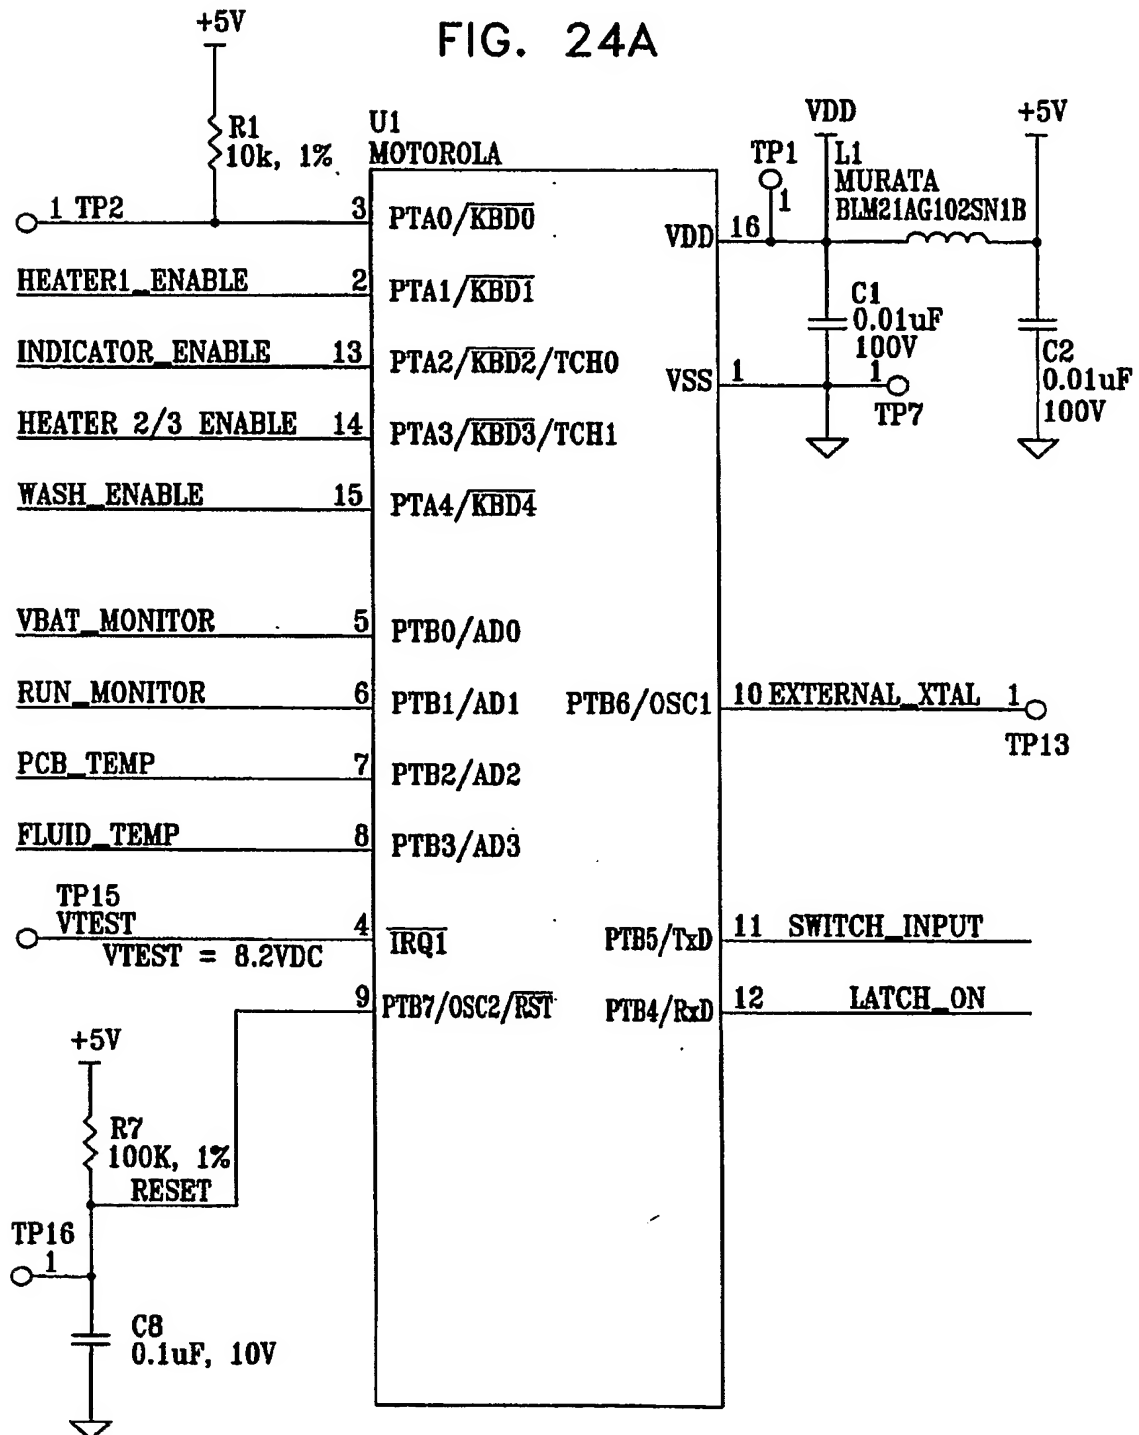 FIG. 24A
+5V
R1
10k, 1%
1 TP2
U1
MOTOROLA
3 PTA0/KBD0
HEATER1_ENABLE 2 PTA1/KBD1
INDICATOR_ENABLE 13 PTA2/KBD2/TCH0
HEATER 2/3 ENABLE 14 PTA3/KBD3/TCH1
WASH_ENABLE 15 PTA4/KBD4
VBAT_MONITOR 5 PTB0/AD0
RUN_MONITOR 6 PTB1/AD1
PCB_TEMP 7 PTB2/AD2
FLUID_TEMP 8 PTB3/AD3
TP15
VTEST
4 IRQ1
VTEST = 8.2VDC
9 PTB7/OSC2/RST
+5V
R7
100K, 1%
RESET
TP16
1
C8
0.1uF, 10V
VDD
+5V
TP1
1
L1
MURATA
BLM21AG102SN1B
VDD 16
C1
0.01uF
100V
C2
0.01uF
100V
VSS 1
1
TP7
PTB6/OSC1 10 EXTERNAL_XTAL 1
TP13
PTB5/TxD 11 SWITCH_INPUT
PTB4/RxD 12 LATCH_ON